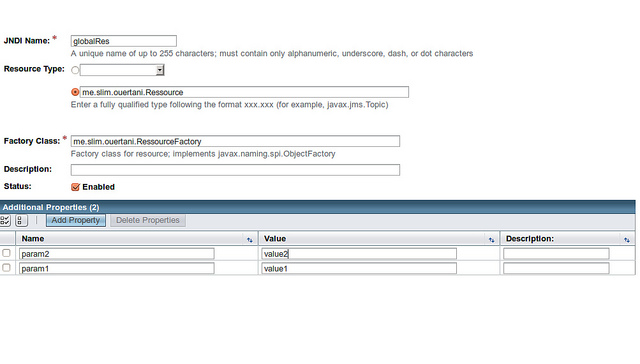 JNDI Name: * globalRes
A unique name of up to 255 characters; must contain only alphanumeric, underscore, dash, or dot characters
Resource Type:
me.slim.ouertani.Ressource
Enter a fully qualified type following the format xxx.xxx (for example, javax.jms.Topic)
Factory Class: * me.slim.ouertani.RessourceFactory
Factory class for resource; implements javax.naming.spi.ObjectFactory
Description:
Status: Enabled
Additional Properties (2)
Add Property Delete Properties
Name Value Description:
param2 value2
param1 value1